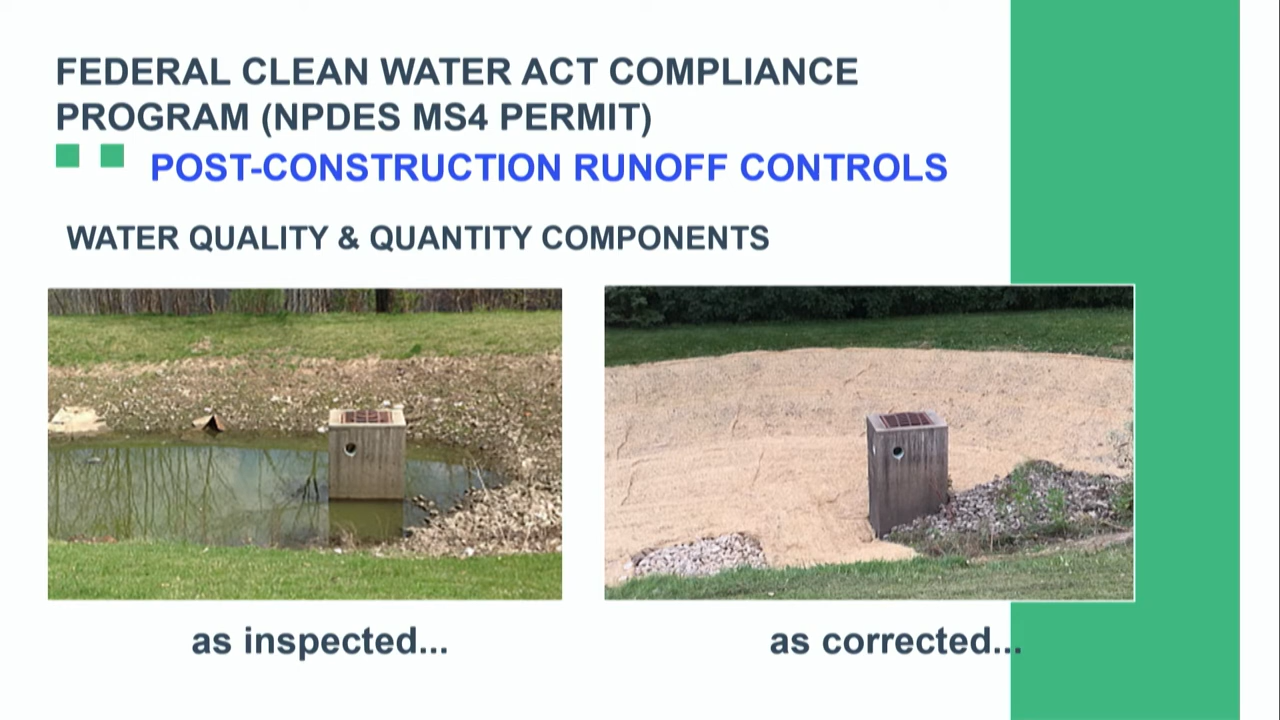 FEDERAL CLEAN WATER ACT COMPLIANCE
PROGRAM (NPDES MS4 PERMIT)
POST-CONSTRUCTION RUNOFF CONTROLS
WATER QUALITY & QUANTITY COMPONENTS
as inspected...
as corrected...